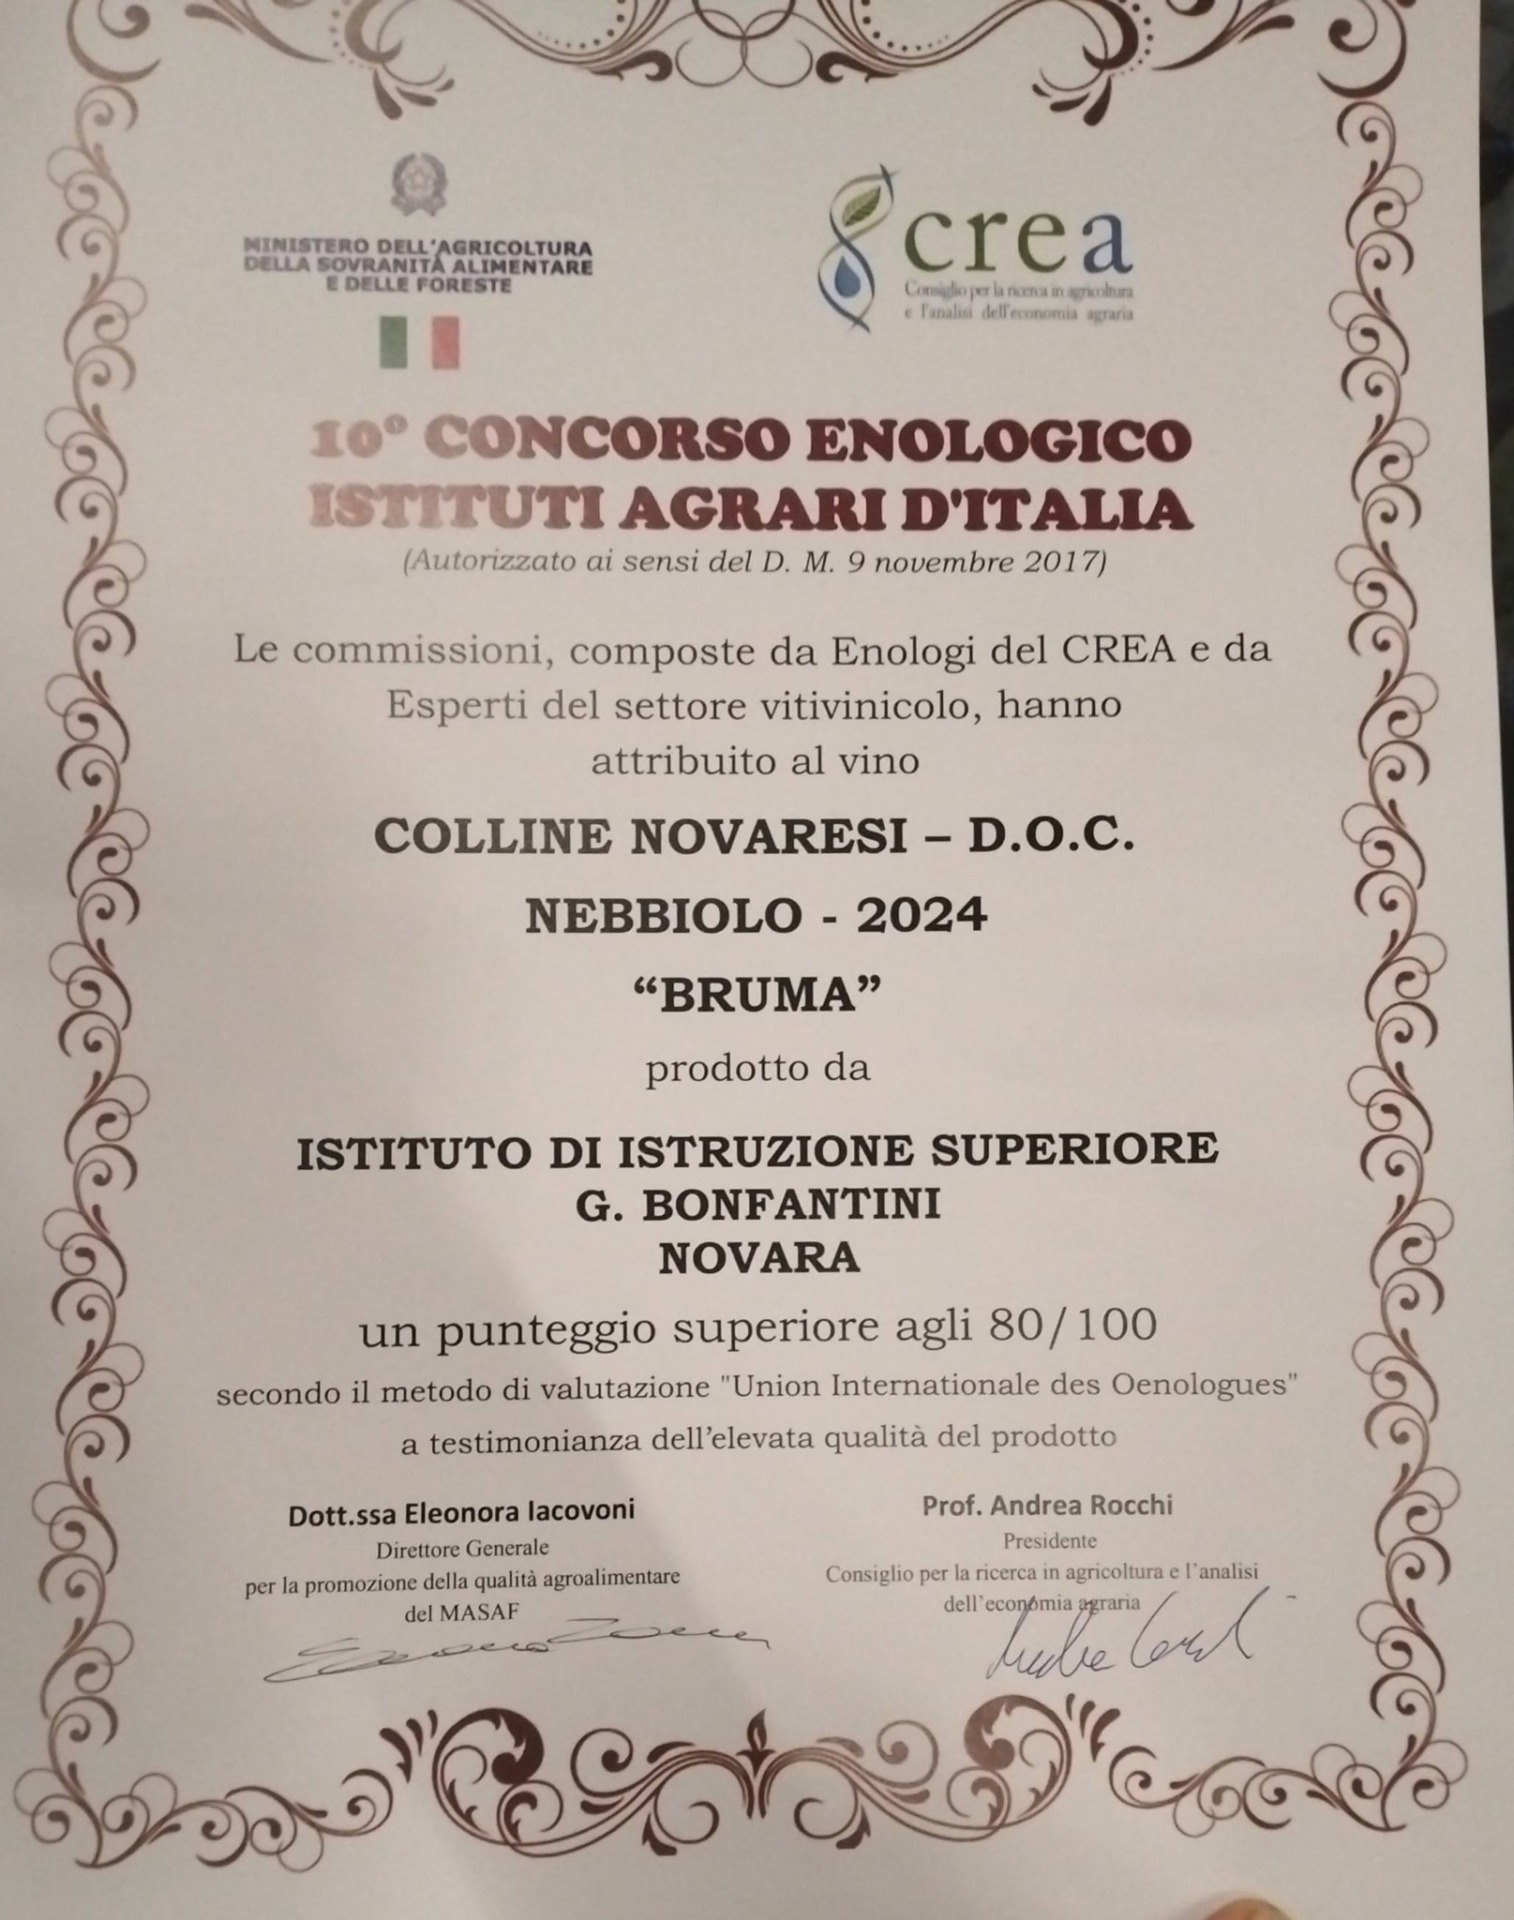 MINISTERO DELL'AGRICOLTURA
DELLA SOVRANITÀ ALIMENTARE
E DELLE FORESTE
crea
Consiglio per la ricerca in agricoltura
e l'analisi dell'economia agraria
10° CONCORSO ENOLOGICO
ISTITUTI AGRARI D'ITALIA
(Autorizzato ai sensi del D. M. 9 novembre 2017)
Le commissioni, composte da Enologi del CREA e da
Esperti del settore vitivinicolo, hanno
attribuito al vino
COLLINE NOVARESI – D.O.C.
NEBBIOLO - 2024
“BRUMA”
prodotto da
ISTITUTO DI ISTRUZIONE SUPERIORE
G. BONFANTINI
NOVARA
un punteggio superiore agli 80/100
secondo il metodo di valutazione "Union Internationale des Oenologues"
a testimonianza dell’elevata qualità del prodotto
Dott.ssa Eleonora Iacovoni
Direttore Generale
per la promozione della qualità agroalimentare
del MASAF
Prof. Andrea Rocchi
Presidente
Consiglio per la ricerca in agricoltura e l’analisi
dell’economia agraria